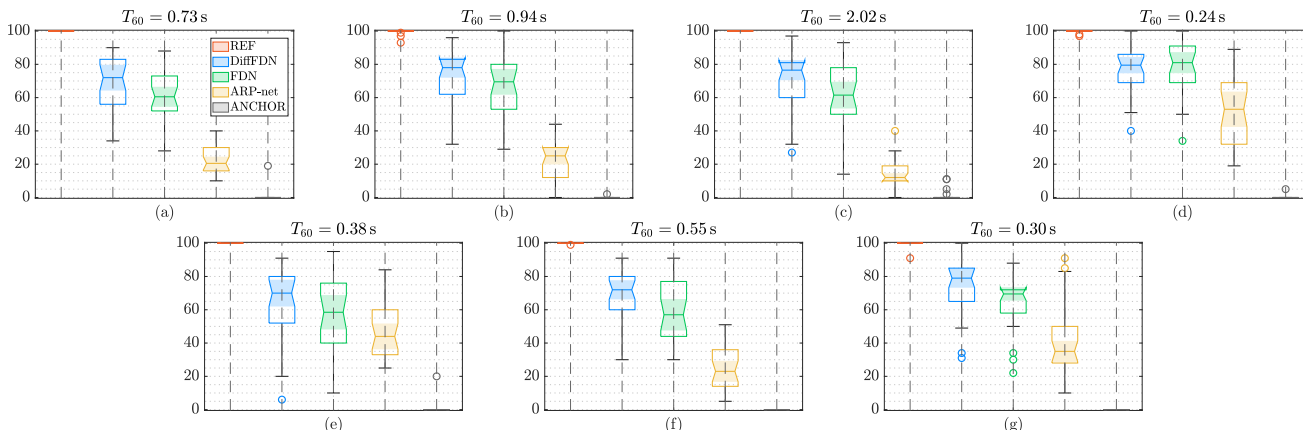 T₆₀ = 0.73 s
100
80
60
40
20
0
REF
DiffFDN
FDN
ARP-net
ANCHOR
(a)
T₆₀ = 0.94 s
100
80
60
40
20
0
(b)
T₆₀ = 2.02 s
100
80
60
40
20
0
(c)
T₆₀ = 0.24 s
100
80
60
40
20
0
(d)
T₆₀ = 0.38 s
100
80
60
40
20
0
(e)
T₆₀ = 0.55 s
100
80
60
40
20
0
(f)
T₆₀ = 0.30 s
100
80
60
40
20
0
(g)